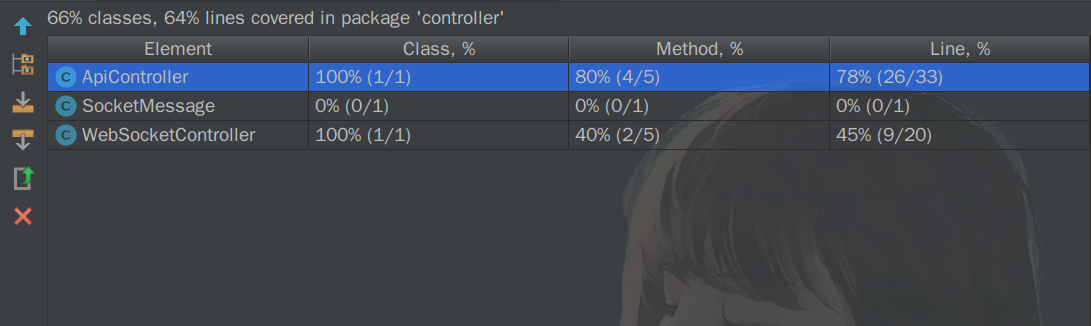 66% classes, 64% lines covered in package 'controller'
Element Class, % Method, % Line, %
C ApiController 100% (1/1) 80% (4/5) 78% (26/33)
C SocketMessage 0% (0/1) 0% (0/1) 0% (0/1)
C WebSocketController 100% (1/1) 40% (2/5) 45% (9/20)